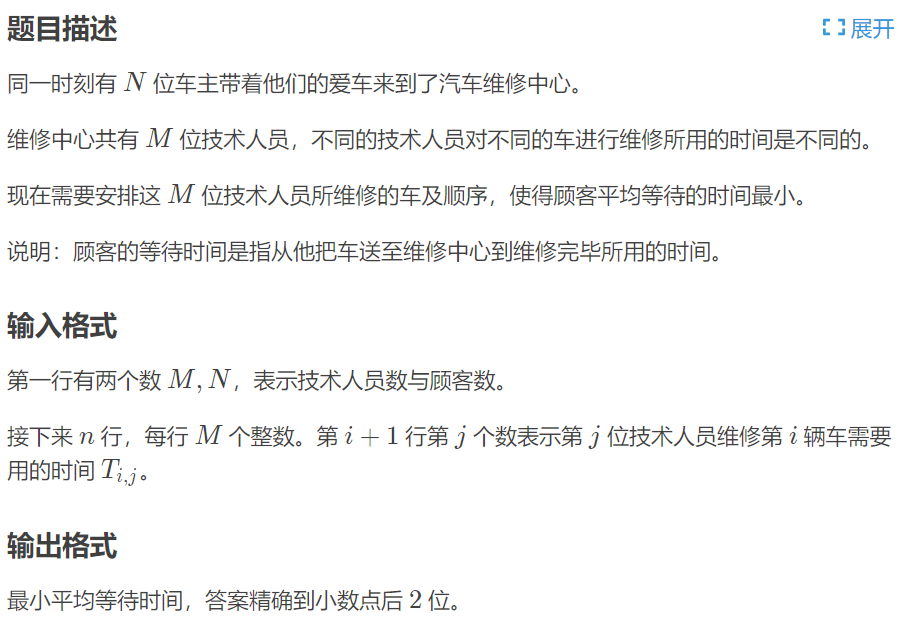 题目描述
展开
同一时刻有 N 位车主带着他们的爱车来到了汽车维修中心。
维修中心共有 M 位技术人员，不同的技术人员对不同的车进行维修所用的时间是不同的。
现在需要安排这 M 位技术人员所维修的车及顺序，使得顾客平均等待的时间最小。
说明：顾客的等待时间是指从他把车送至维修中心到维修完毕所用的时间。
输入格式
第一行有两个数 M, N，表示技术人员数与顾客数。
接下来 n 行，每行 M 个整数。第 i + 1 行第 j 个数表示第 j 位技术人员维修第 i 辆车需要
用的时间 T_{i,j}。
输出格式
最小平均等待时间，答案精确到小数点后 2 位。